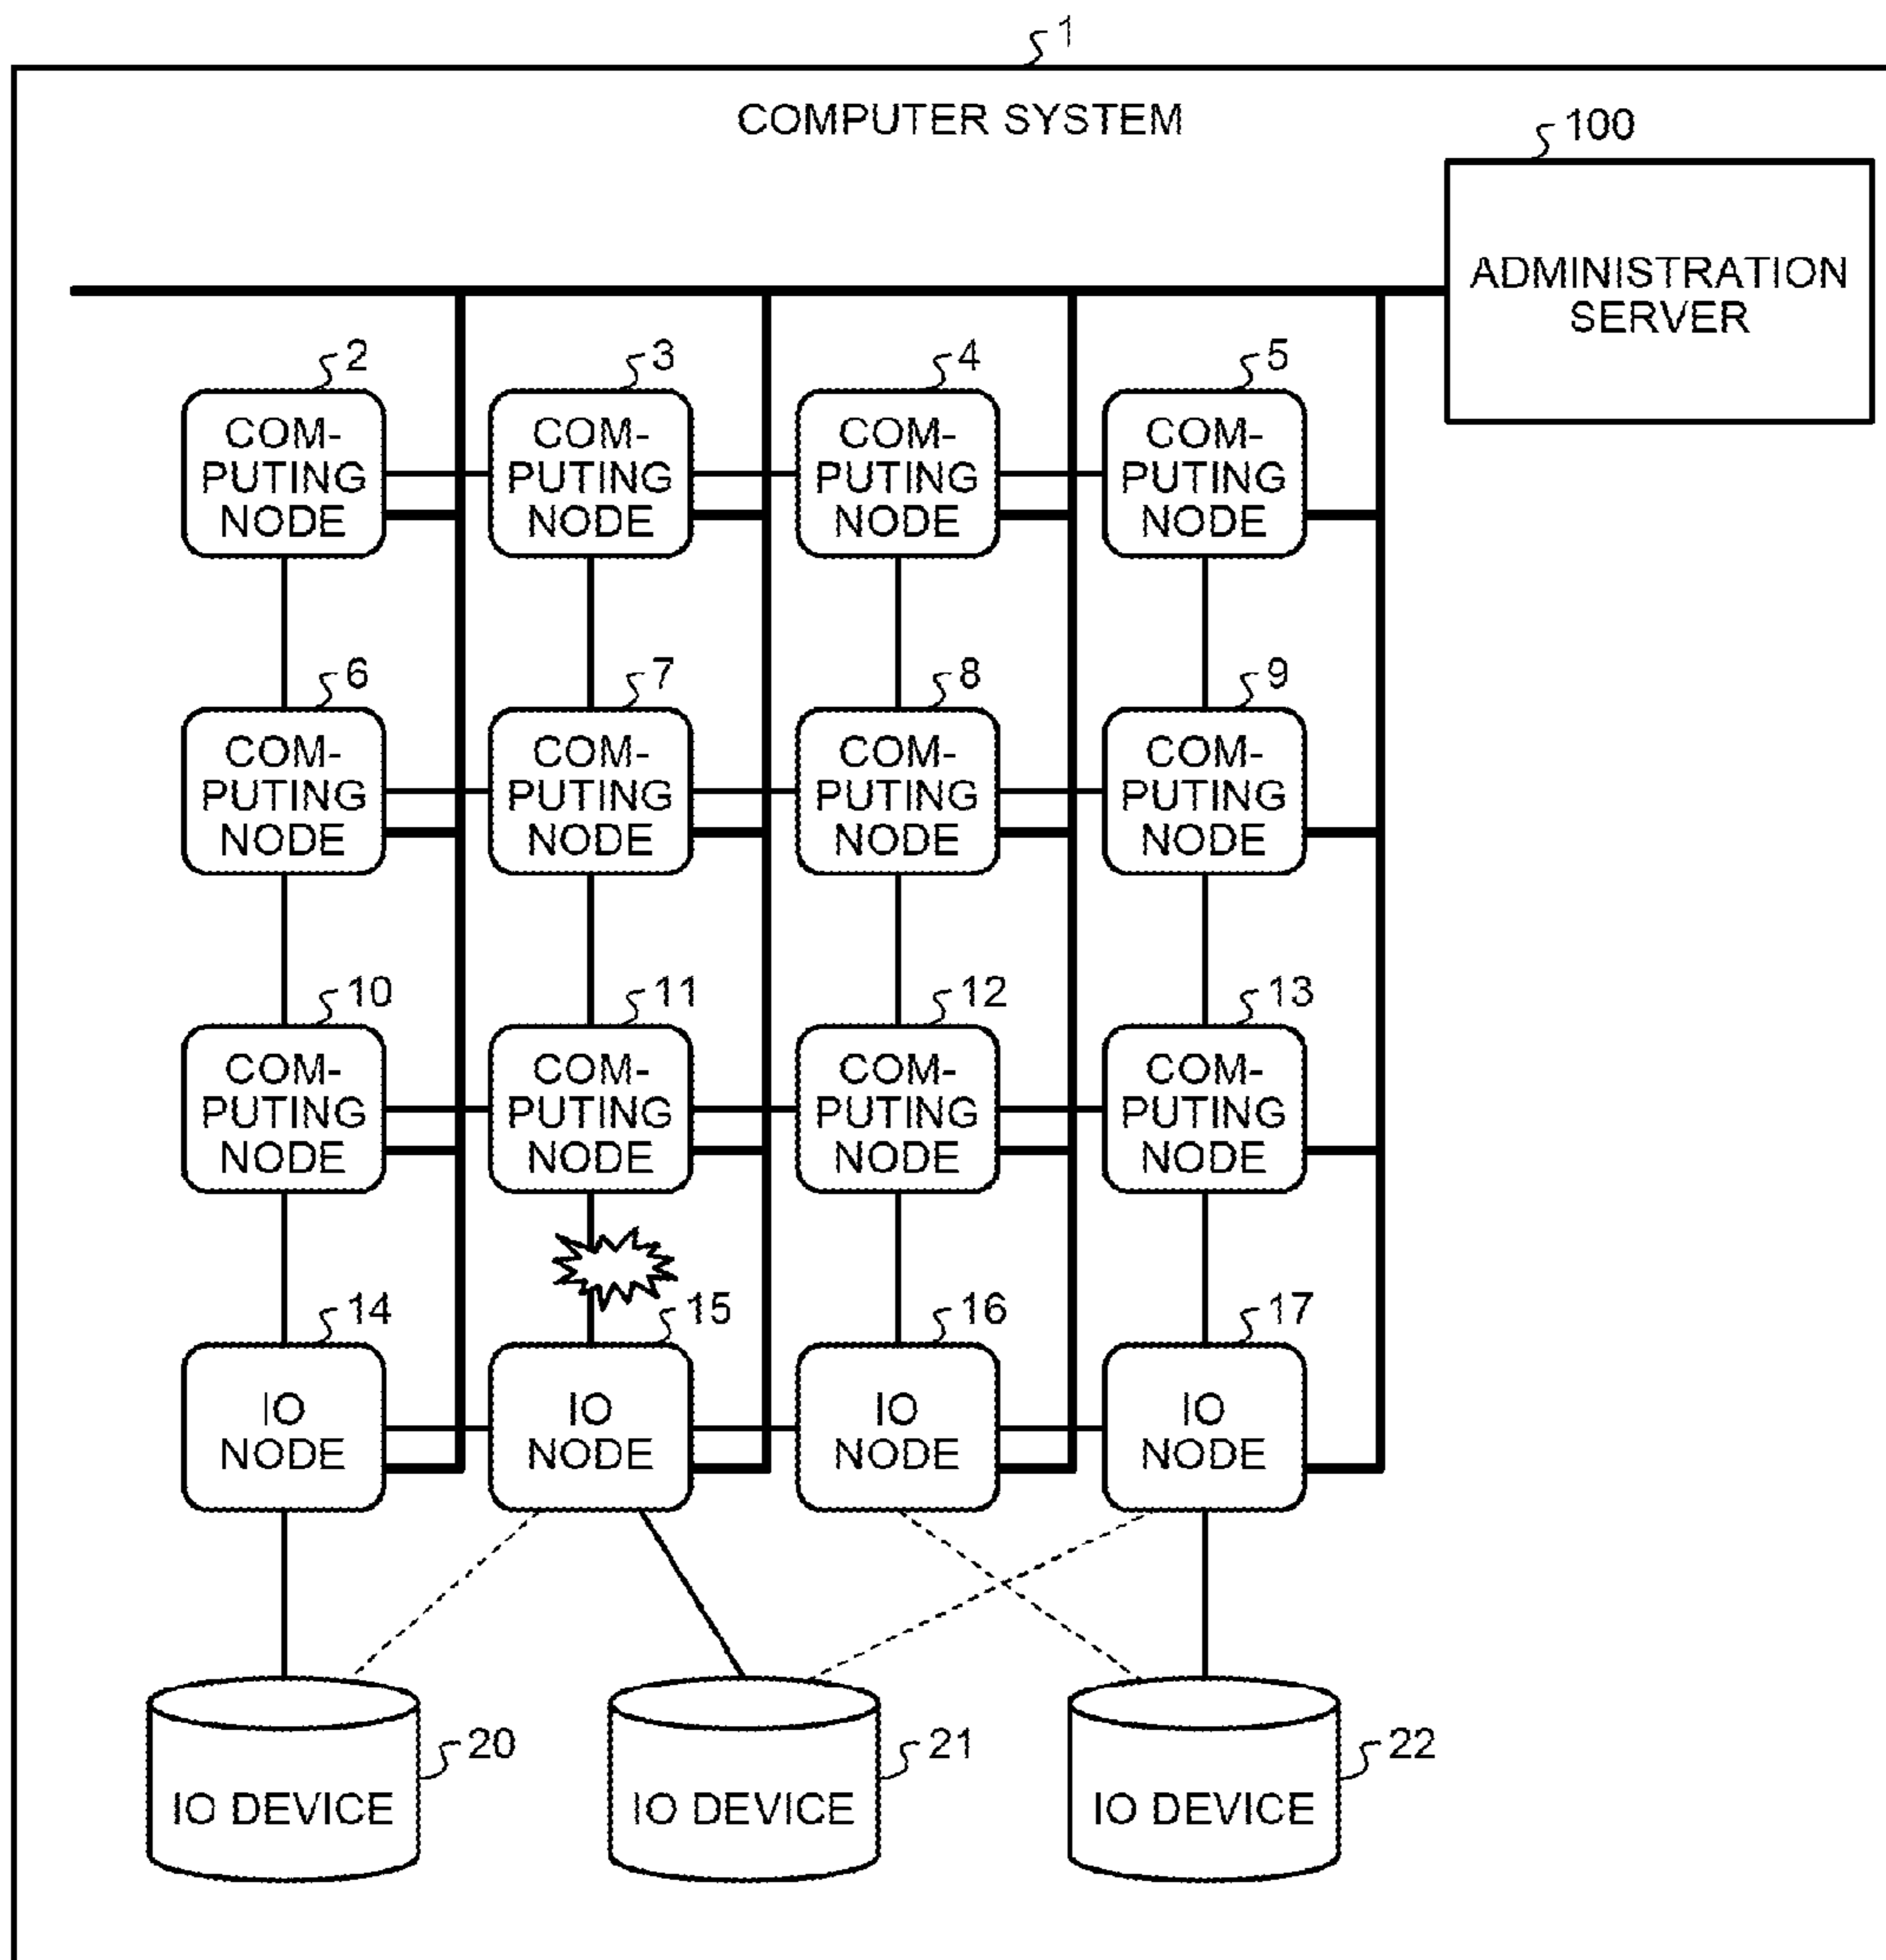 1
COMPUTER SYSTEM
100
ADMINISTRATION
SERVER
2
3
4
5
COM-
PUTING
NODE
COM-
PUTING
NODE
COM-
PUTING
NODE
COM-
PUTING
NODE
6
7
8
9
COM-
PUTING
NODE
COM-
PUTING
NODE
COM-
PUTING
NODE
COM-
PUTING
NODE
10
11
12
13
COM-
PUTING
NODE
COM-
PUTING
NODE
COM-
PUTING
NODE
COM-
PUTING
NODE
14
15
16
17
IO
NODE
IO
NODE
IO
NODE
IO
NODE
20
21
22
IO DEVICE
IO DEVICE
IO DEVICE